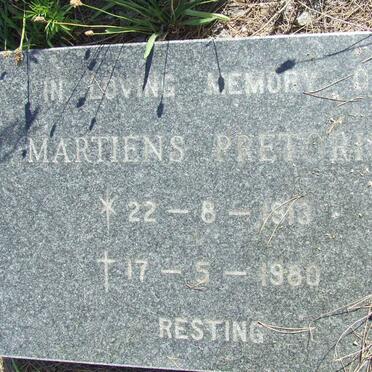 IN LOVING MEMORY O
MARTIENS PRETORI
* 22 – 8 – 1913
† 17 – 5 – 1980
RESTING